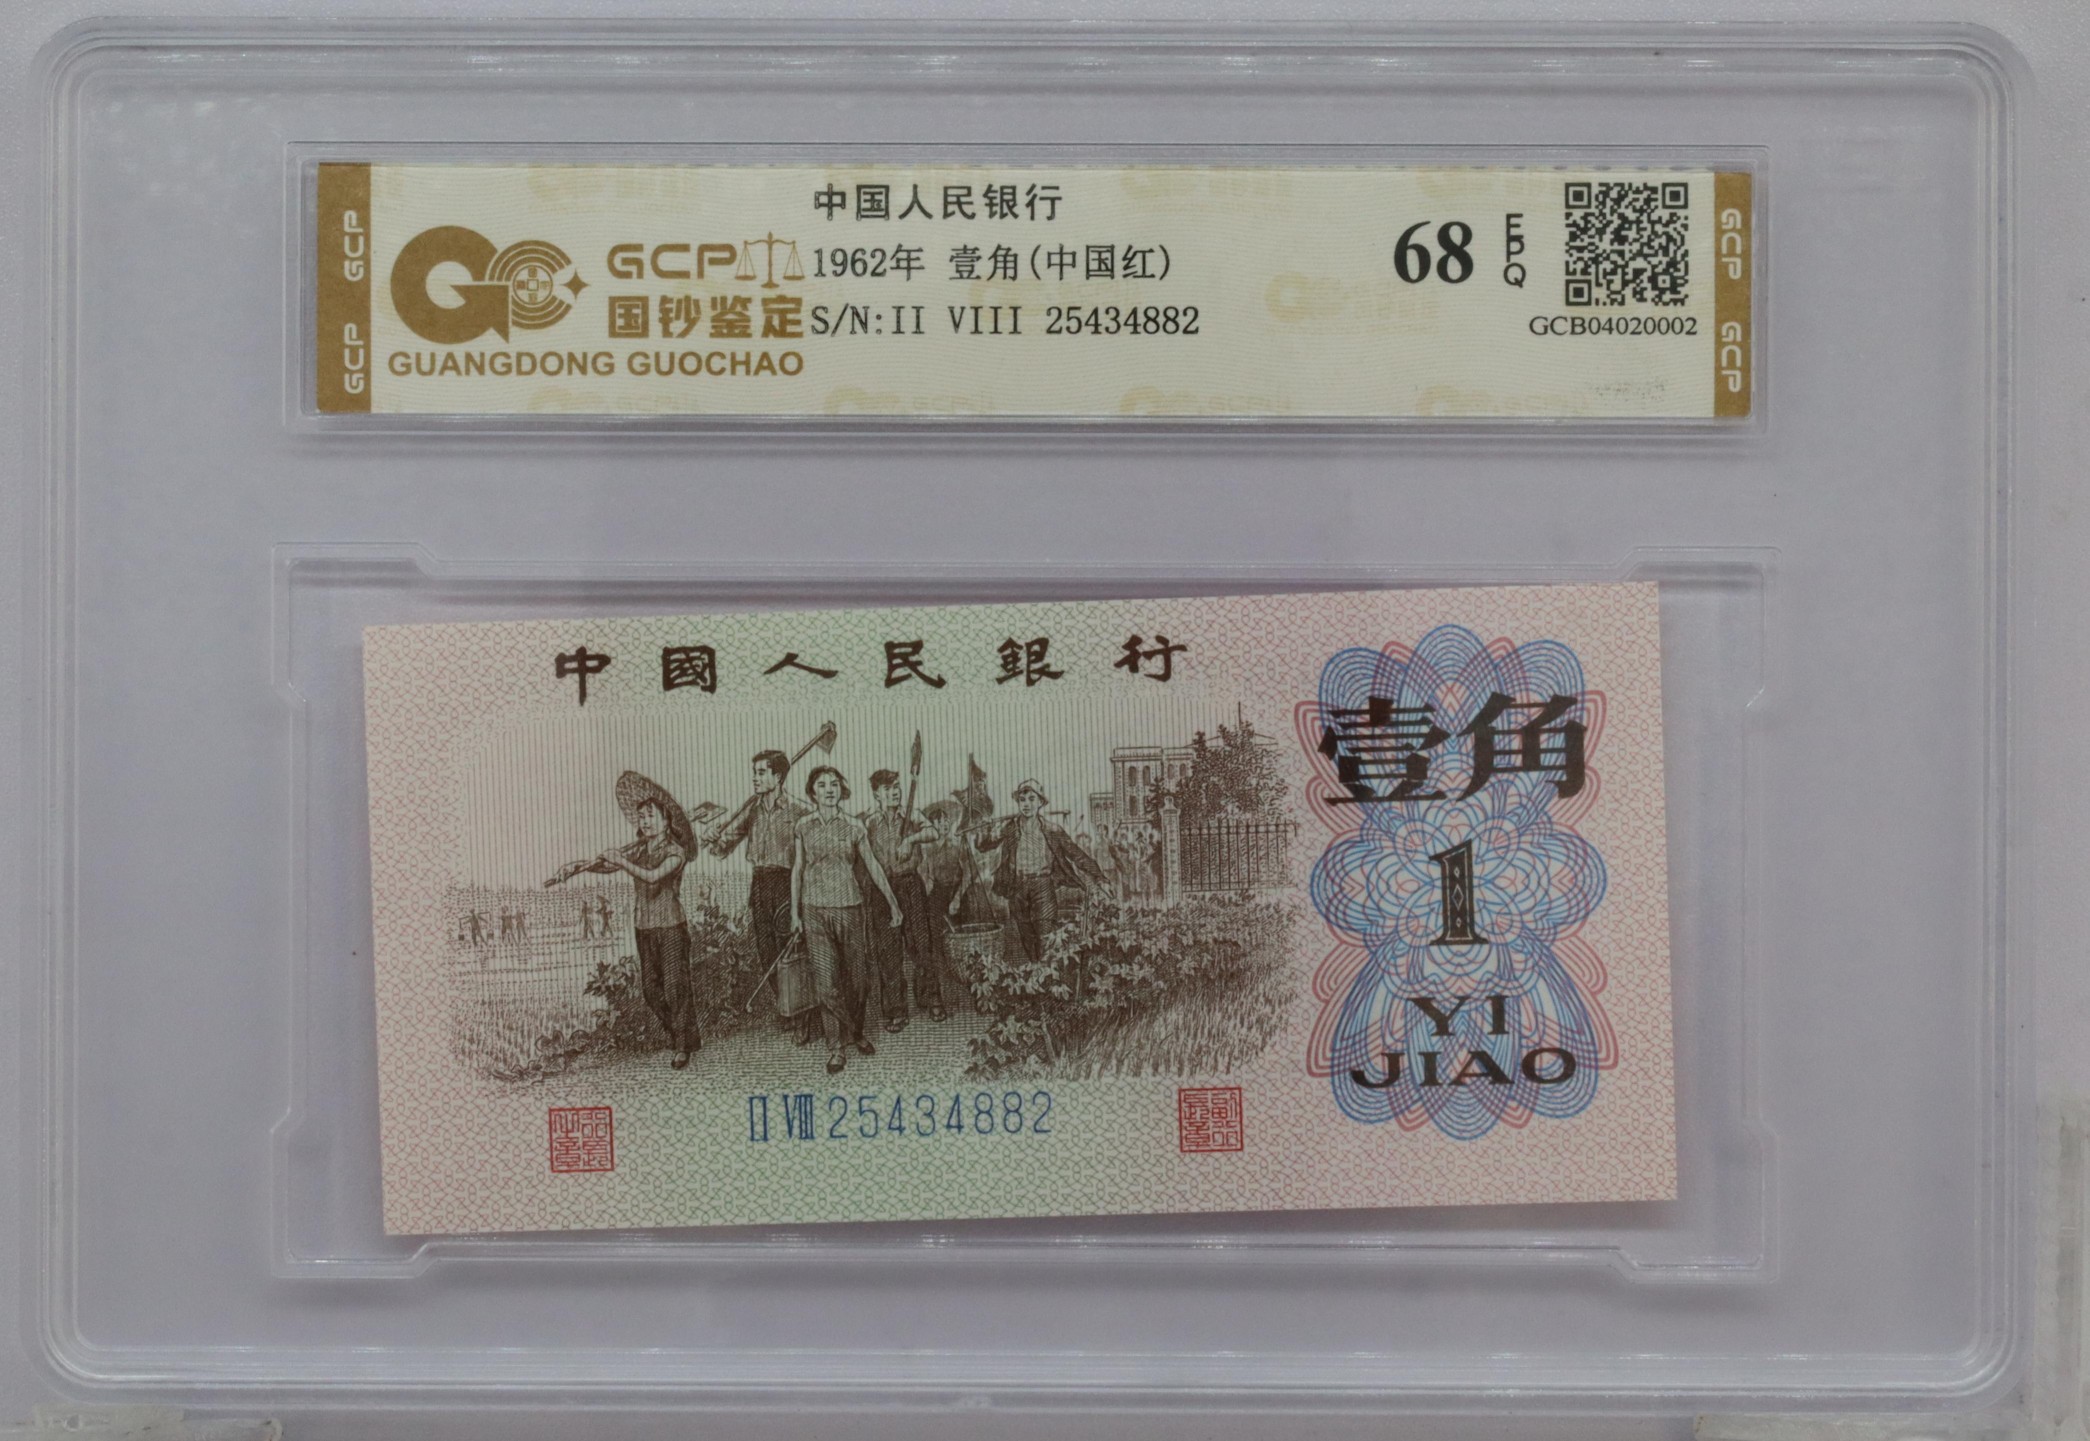 中国人民银行
GCP 1962年 壹角(中国红)
国钞鉴定 S/N:II VIII 25434882
GUANGDONG GUOCHAO
68 EPQ
GCB04020002
GCP GCP
GCP GCP
中國人民銀行
壹角
1
YI
JIAO
II VIII 25434882